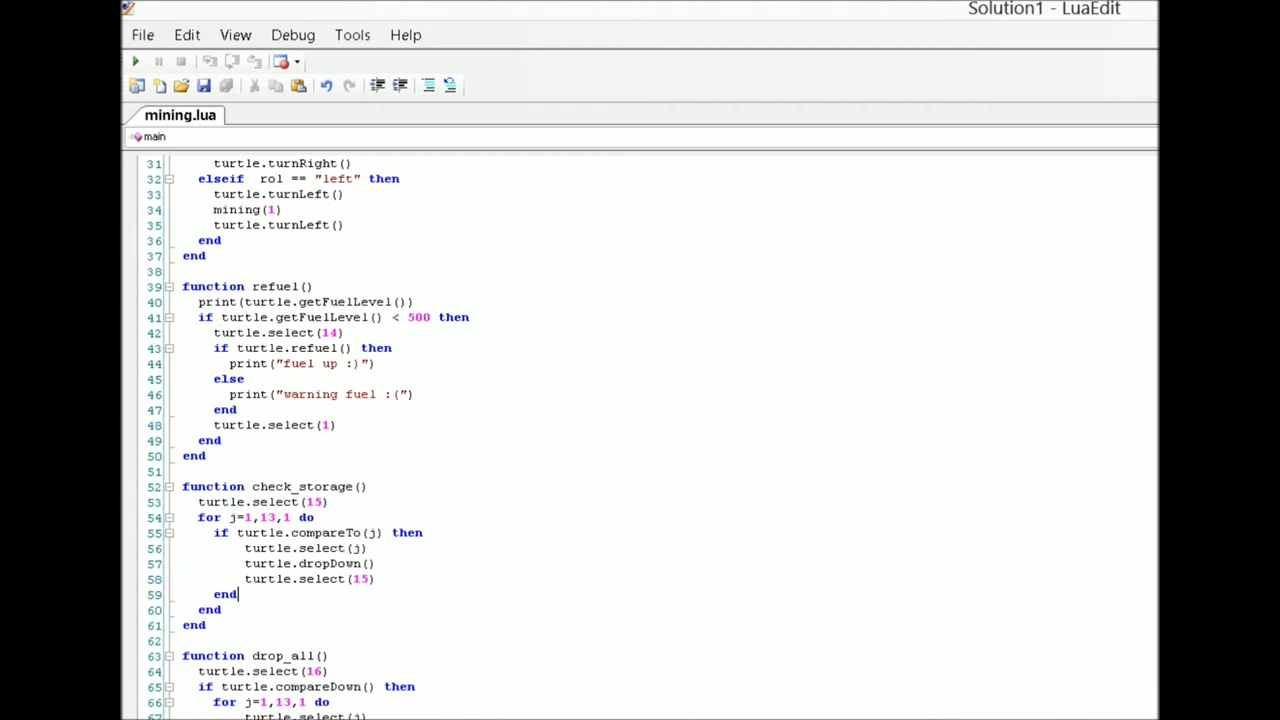 Solution1 - LuaEdit
File Edit View Debug Tools Help
mining.lua
main
31 turtle.turnRight()
32 elseif rol == "left" then
33 turtle.turnLeft()
34 mining(1)
35 turtle.turnLeft()
36 end
37 end
38
39 function refuel()
40 print(turtle.getFuelLevel())
41 if turtle.getFuelLevel() < 500 then
42 turtle.select(14)
43 if turtle.refuel() then
44 print("fuel up :)")
45 else
46 print("warning fuel :(")
47 end
48 turtle.select(1)
49 end
50 end
51
52 function check_storage()
53 turtle.select(15)
54 for j=1,13,1 do
55 if turtle.compareTo(j) then
56 turtle.select(j)
57 turtle.dropDown()
58 turtle.select(15)
59 end
60 end
61 end
62
63 function drop_all()
64 turtle.select(16)
65 if turtle.compareDown() then
66 for j=1,13,1 do
67 turtle.select(j)